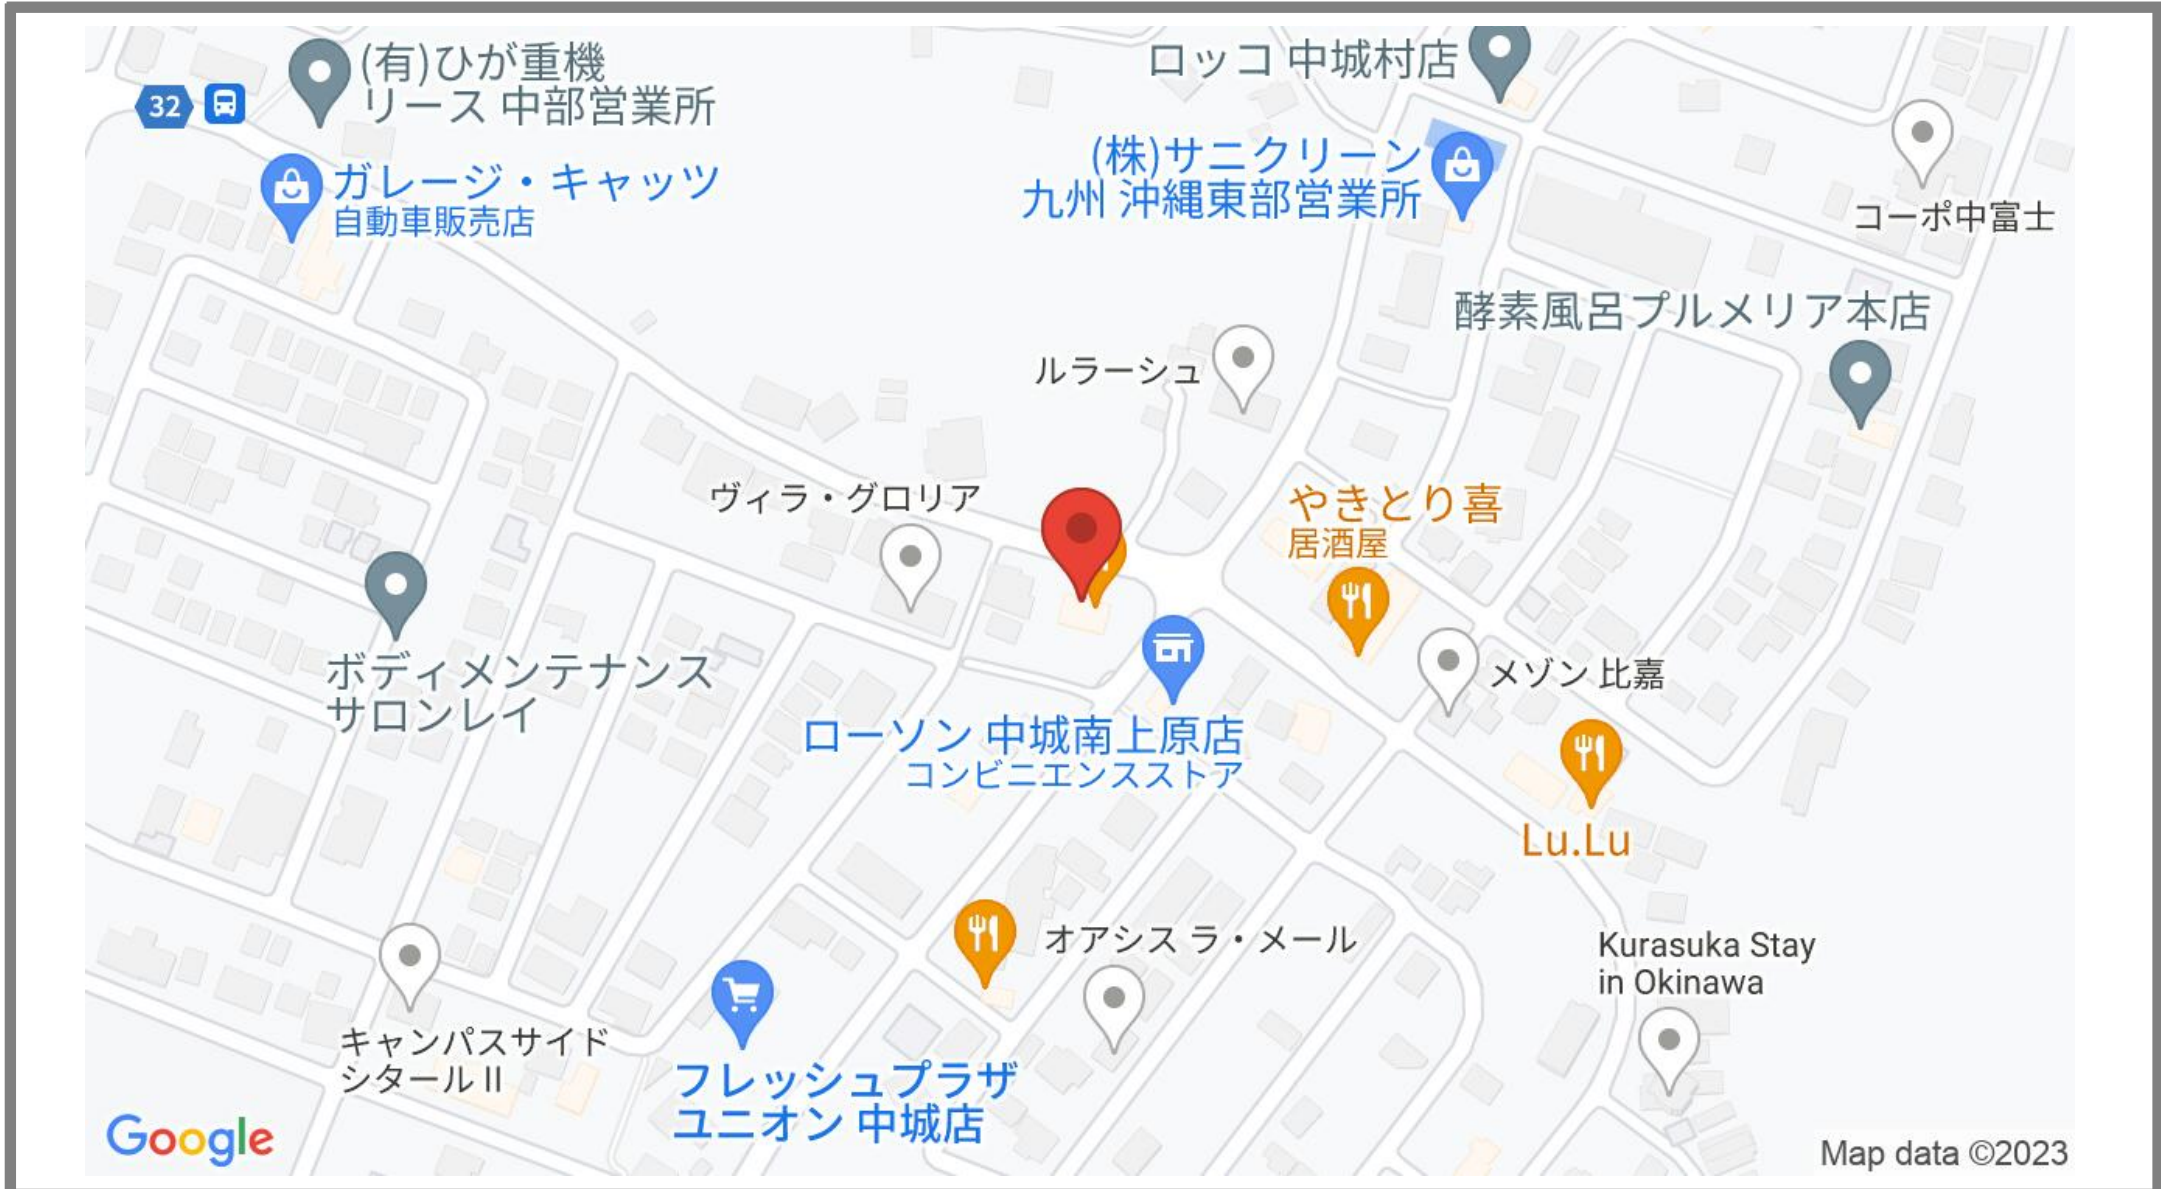 (有)ひが重機
リース 中部営業所
32
ガレージ・キャッツ
自動車販売店
ロッコ 中城村店
(株)サニクリーン
九州 沖縄東部営業所
コーポ中富士
酵素風呂プルメリア本店
ルラーシュ
ヴィラ・グロリア
やきとり喜
居酒屋
ボディメンテナンス
サロンレイ
メゾン 比嘉
ローソン 中城南上原店
コンビニエンスストア
Lu.Lu
オアシス ラ・メール
Kurasuka Stay
in Okinawa
キャンパスサイド
シタールⅡ
フレッシュプラザ
ユニオン 中城店
Google
Map data ©2023